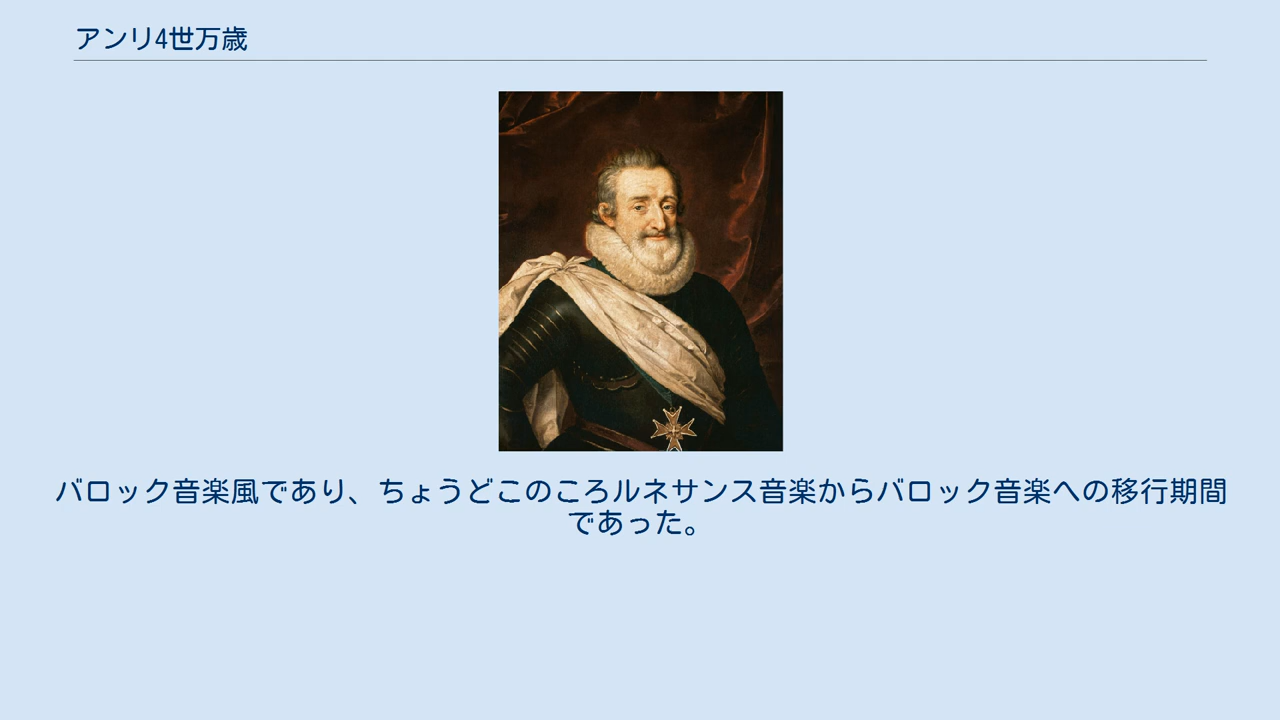 アンリ4世万歳
バロック音楽風であり、ちょうどこのころルネサンス音楽からバロック音楽への移行期間
であった。